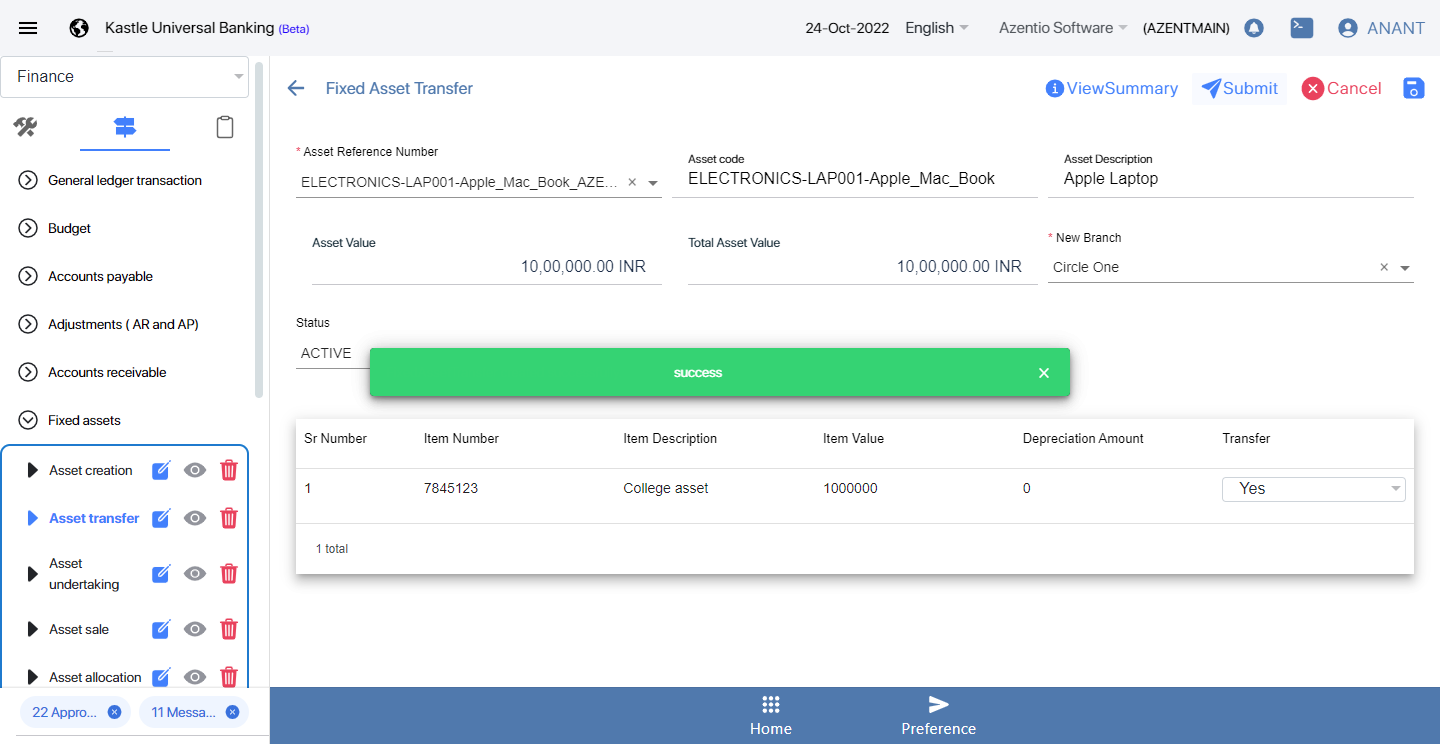 Kastle Universal Banking (Beta)
24-Oct-2022
English
Azentio Software
(AZENTMAIN)
ANANT
Finance
General ledger transaction
Budget
Accounts payable
Adjustments ( AR and AP)
Accounts receivable
Fixed assets
Asset creation
Asset transfer
Asset
undertaking
Asset sale
Asset allocation
22 Appro...
11 Messa...
Fixed Asset Transfer
ViewSummary
Submit
Cancel
* Asset Reference Number
ELECTRONICS-LAP001-Apple_Mac_Book_AZE...
Asset code
ELECTRONICS-LAP001-Apple_Mac_Book
Asset Description
Apple Laptop
Asset Value
10,00,000.00 INR
Total Asset Value
10,00,000.00 INR
* New Branch
Circle One
Status
ACTIVE
success
Sr Number Item Number Item Description Item Value Depreciation Amount Transfer
1 7845123 College asset 1000000 0 Yes
1 total
Home
Preference